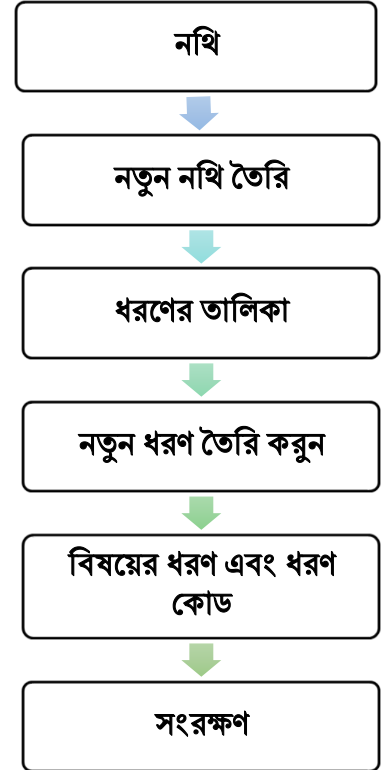 নথি
নতুন নথি তৈরি
ধরণের তালিকা
নতুন ধরণ তৈরি করুন
বিষয়ের ধরণ এবং ধরণ
কোড
সংরক্ষণ